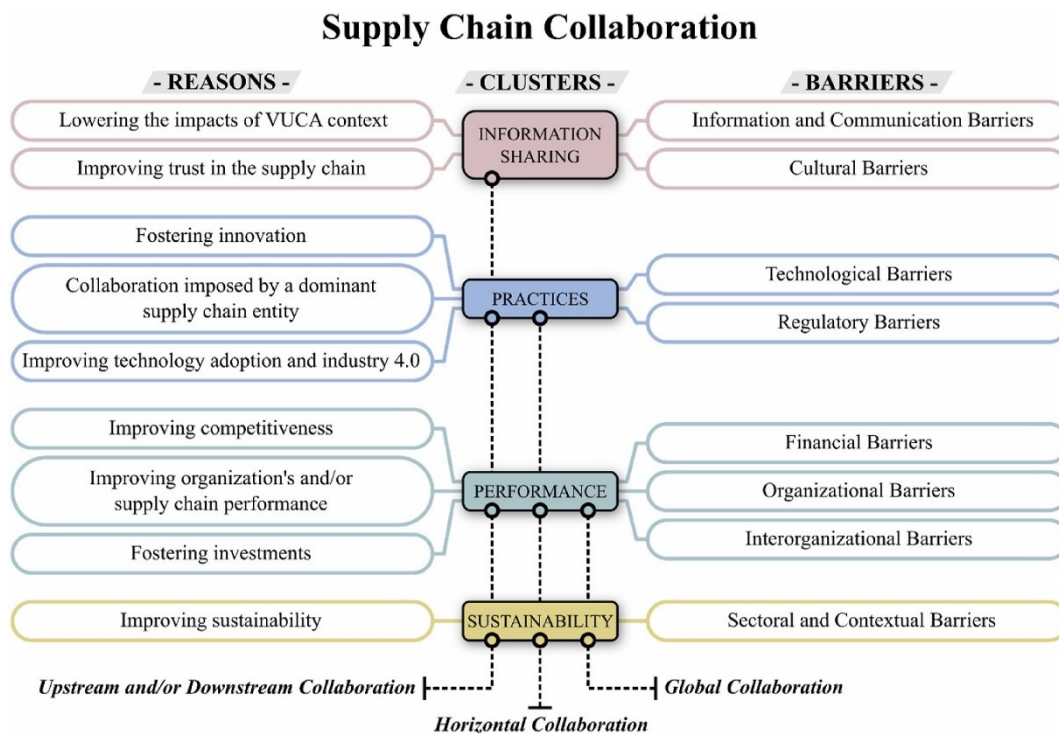 Supply Chain Collaboration
- REASONS -
- CLUSTERS -
- BARRIERS -
Lowering the impacts of VUCA context
Improving trust in the supply chain
INFORMATION
SHARING
Information and Communication Barriers
Cultural Barriers
Fostering innovation
Collaboration imposed by a dominant
supply chain entity
Improving technology adoption and industry 4.0
PRACTICES
Technological Barriers
Regulatory Barriers
Improving competitiveness
Improving organization's and/or
supply chain performance
Fostering investments
PERFORMANCE
Financial Barriers
Organizational Barriers
Interorganizational Barriers
Improving sustainability
SUSTAINABILITY
Sectoral and Contextual Barriers
Upstream and/or Downstream Collaboration
Horizontal Collaboration
Global Collaboration